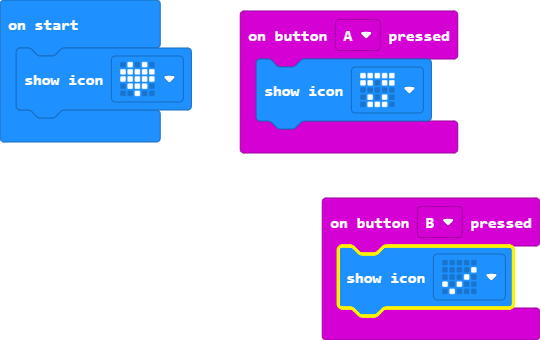 on start
show icon
on button A pressed
show icon
on button B pressed
show icon